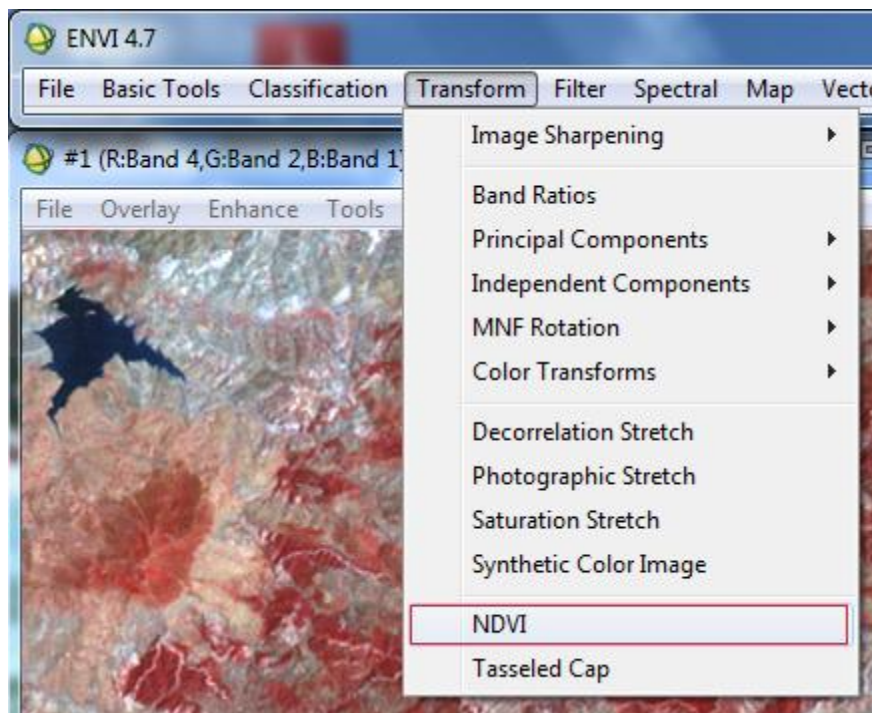 ENVI 4.7
File Basic Tools Classification Transform Filter Spectral Map
#1 (R:Band 4,G:Band 2,B:Band 1)
File Overlay Enhance Tools
Image Sharpening
Band Ratios
Principal Components
Independent Components
MNF Rotation
Color Transforms
Decorrelation Stretch
Photographic Stretch
Saturation Stretch
Synthetic Color Image
NDVI
Tasseled Cap